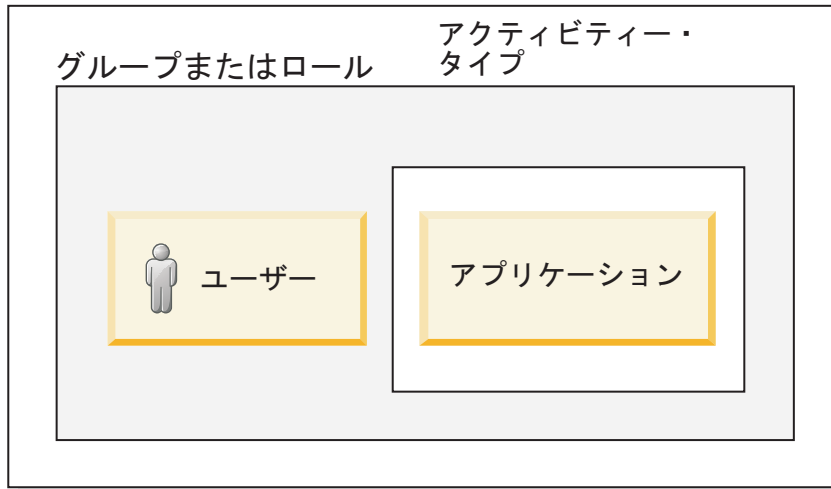 グループまたはロール
アクティビティー・
タイプ
ユーザー
アプリケーション